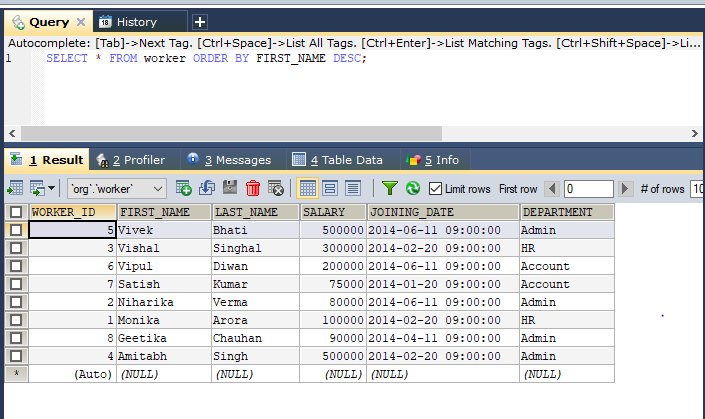 Query History
Autocomplete: [Tab]->Next Tag. [Ctrl+Space]->List All Tags. [Ctrl+Enter]->List Matching Tags. [Ctrl+Shift+Space]->Li...
1 SELECT * FROM worker ORDER BY FIRST_NAME DESC;
1 Result 2 Profiler 3 Messages 4 Table Data 5 Info
`org`.`worker` Limit rows First row 0 # of rows 10
WORKER_ID FIRST_NAME LAST_NAME SALARY JOINING_DATE DEPARTMENT
5 Vivek Bhati 500000 2014-06-11 09:00:00 Admin
3 Vishal Singhal 300000 2014-02-20 09:00:00 HR
6 Vipul Diwan 200000 2014-06-11 09:00:00 Account
7 Satish Kumar 75000 2014-01-20 09:00:00 Account
2 Niharika Verma 80000 2014-06-11 09:00:00 Admin
1 Monika Arora 100000 2014-02-20 09:00:00 HR
8 Geetika Chauhan 90000 2014-04-11 09:00:00 Admin
4 Amitabh Singh 500000 2014-02-20 09:00:00 Admin
* (Auto) (NULL) (NULL) (NULL) (NULL) (NULL)